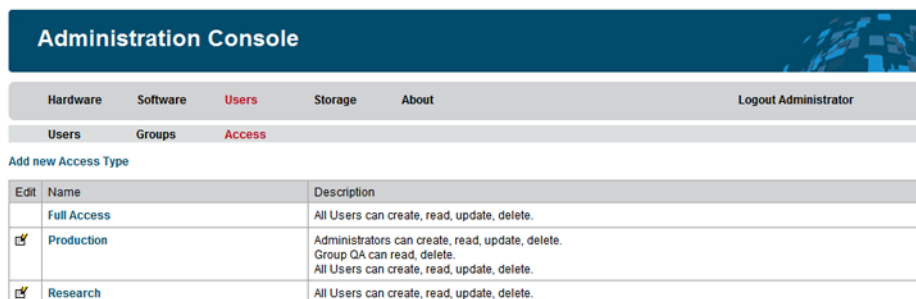 Administration Console
Hardware Software Users Storage About Logout Administrator
Users Groups Access
Add new Access Type
Edit Name Description
Full Access All Users can create, read, update, delete.
Production Administrators can create, read, update, delete.
Group QA can read, delete.
All Users can create, read, update, delete.
Research All Users can create, read, update, delete.